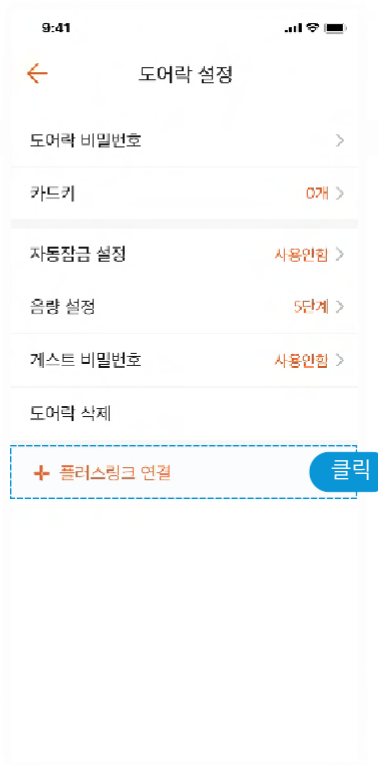 9:41
도어락 설정
도어락 비밀번호
카드키 0개
자동잠금 설정 사용안함
음량 설정 5단계
게스트 비밀번호 사용안함
도어락 삭제
+ 플러스링크 연결 클릭